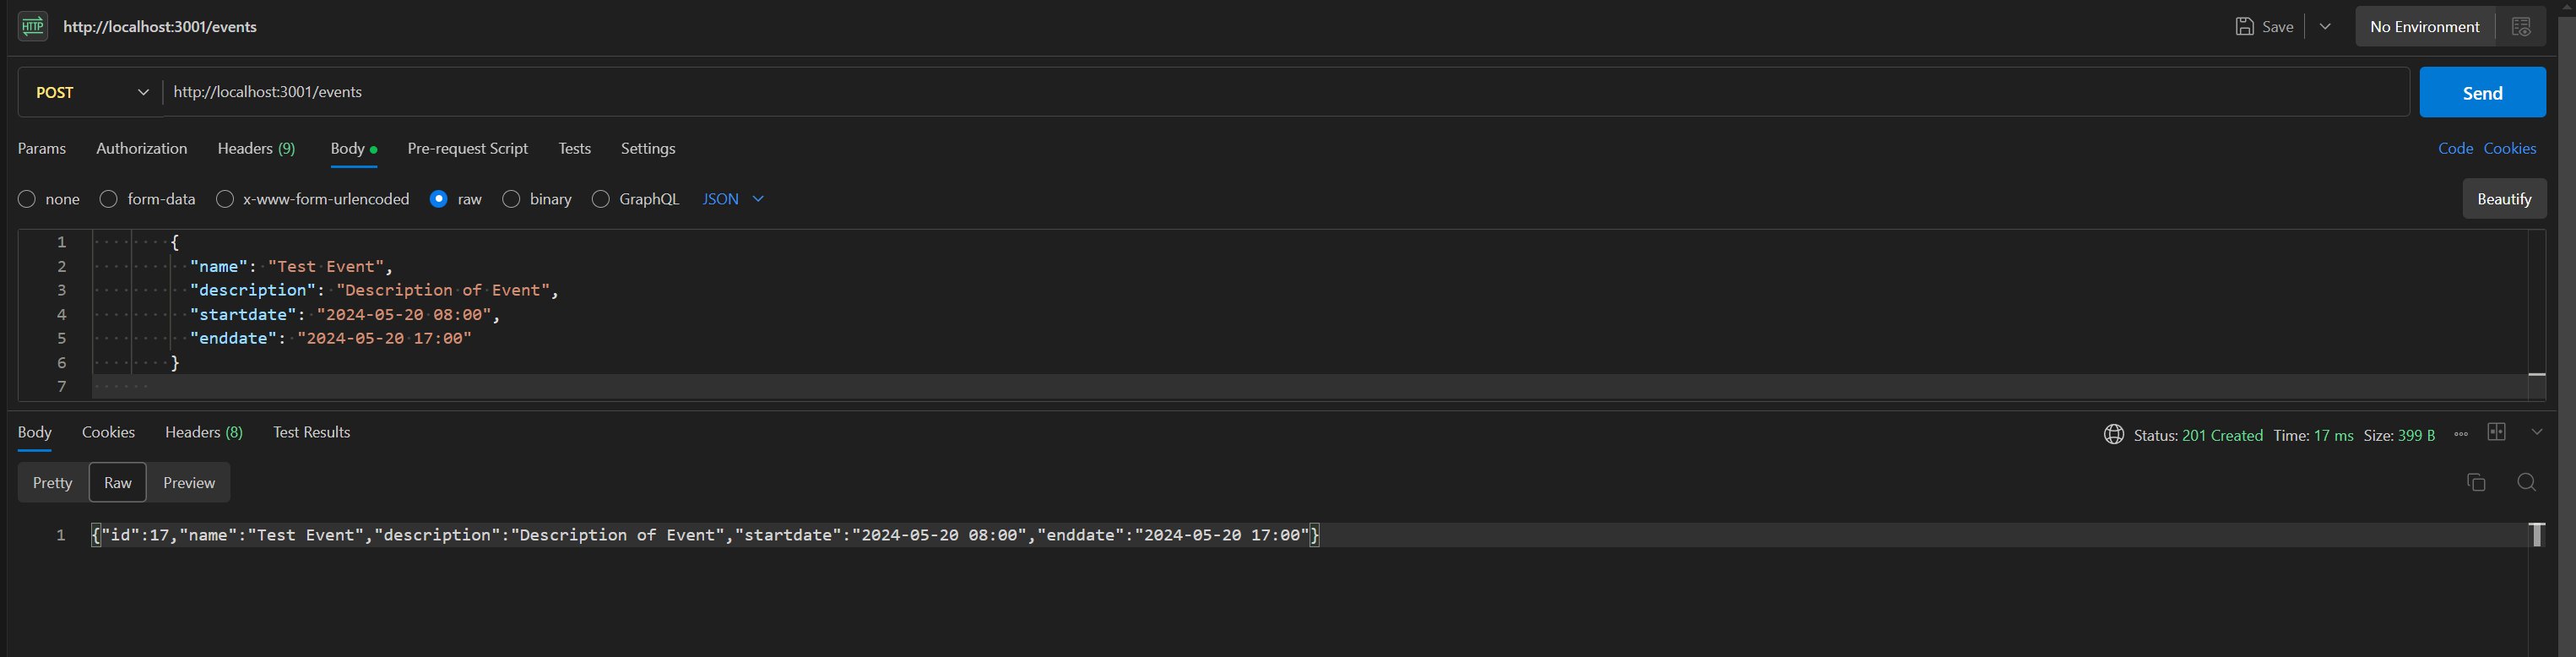 HTTP http://localhost:3001/events Save No Environment
POST http://localhost:3001/events Send
Params Authorization Headers (9) Body Pre-request Script Tests Settings Code Cookies
none form-data x-www-form-urlencoded raw binary GraphQL JSON Beautify
1 {
2 "name": "Test Event",
3 "description": "Description of Event",
4 "startdate": "2024-05-20 08:00",
5 "enddate": "2024-05-20 17:00"
6 }
7
Body Cookies Headers (8) Test Results Status: 201 Created Time: 17 ms Size: 399 B
Pretty Raw Preview
1 {"id":17,"name":"Test Event","description":"Description of Event","startdate":"2024-05-20 08:00","enddate":"2024-05-20 17:00"}